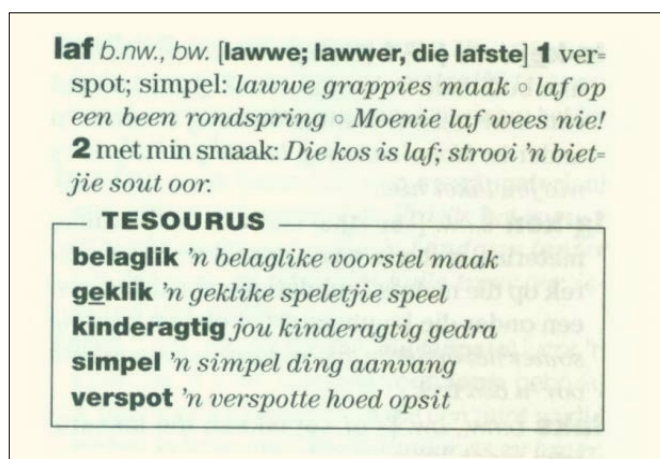 laf b.nw., bw. [lawwe; lawwer, die lafste] 1 ver=
spot; simpel: lawwe grappies maak ◦ laf op
een been rondspring ◦ Moenie laf wees nie!
2 met min smaak: Die kos is laf; strooi 'n biet=
jie sout oor.
TESOURUS
belaglik 'n belaglike voorstel maak
geklik 'n geklike speletjie speel
kinderagtig jou kinderagtig gedra
simpel 'n simpel ding aanvang
verspot 'n verspotte hoed opsit